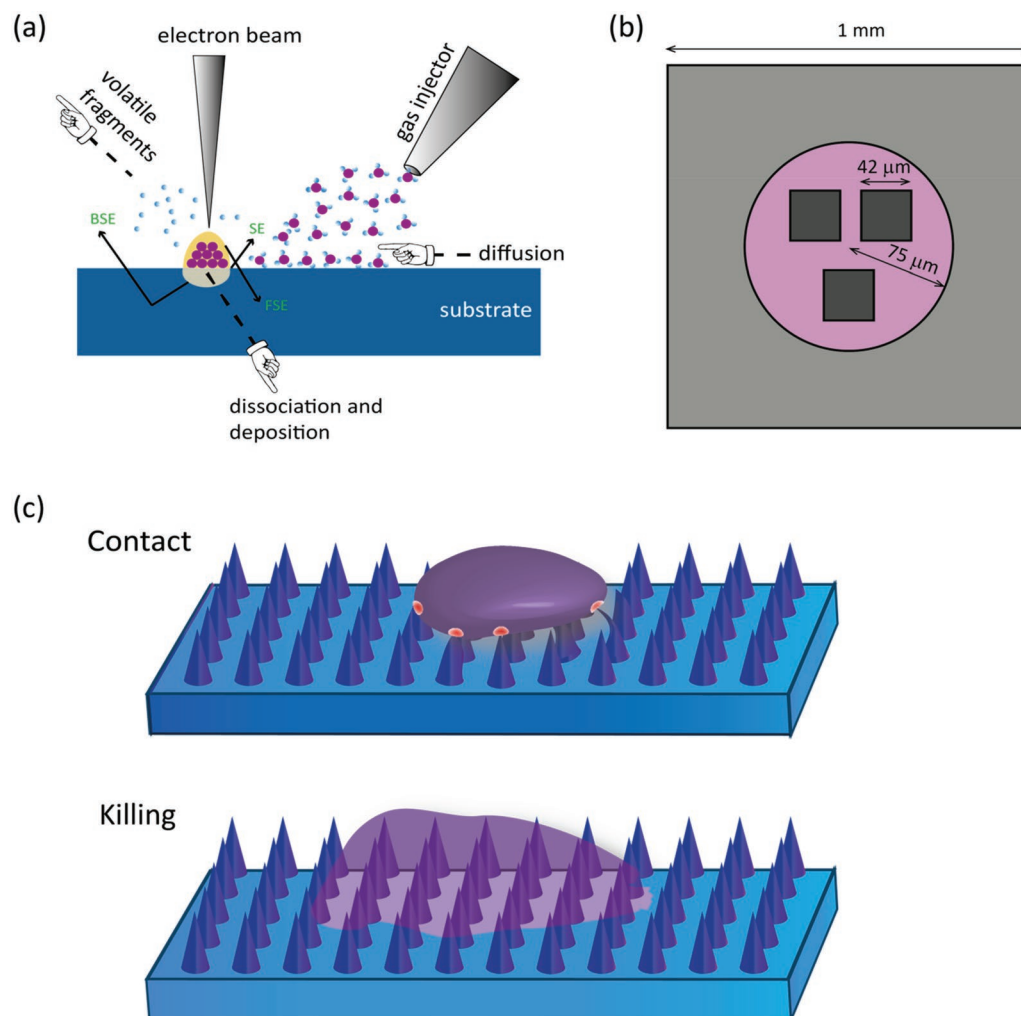 (a)
electron beam
volatile
fragments
gas injector
BSE
SE
diffusion
FSE
substrate
dissociation and
deposition
(b)
1 mm
42 μm
75 μm
(c)
Contact
Killing